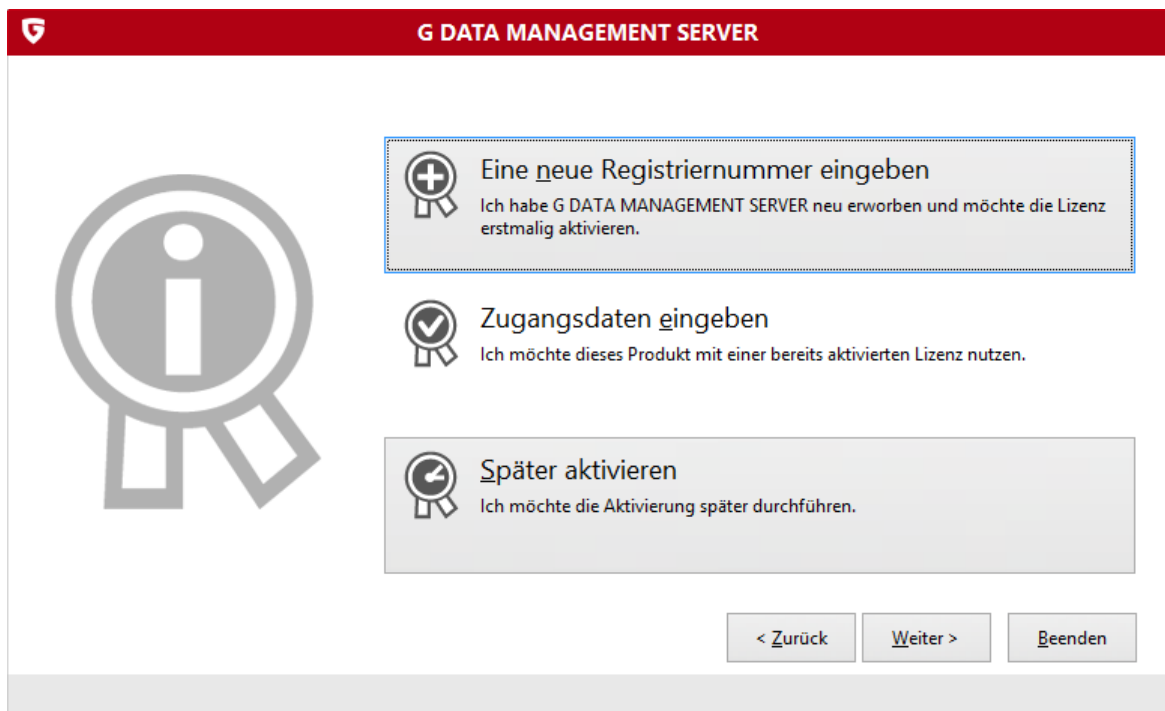 G DATA MANAGEMENT SERVER
Eine neue Registriernummer eingeben
Ich habe G DATA MANAGEMENT SERVER neu erworben und möchte die Lizenz
erstmalig aktivieren.
Zugangsdaten eingeben
Ich möchte dieses Produkt mit einer bereits aktivierten Lizenz nutzen.
Später aktivieren
Ich möchte die Aktivierung später durchführen.
< Zurück Weiter > Beenden